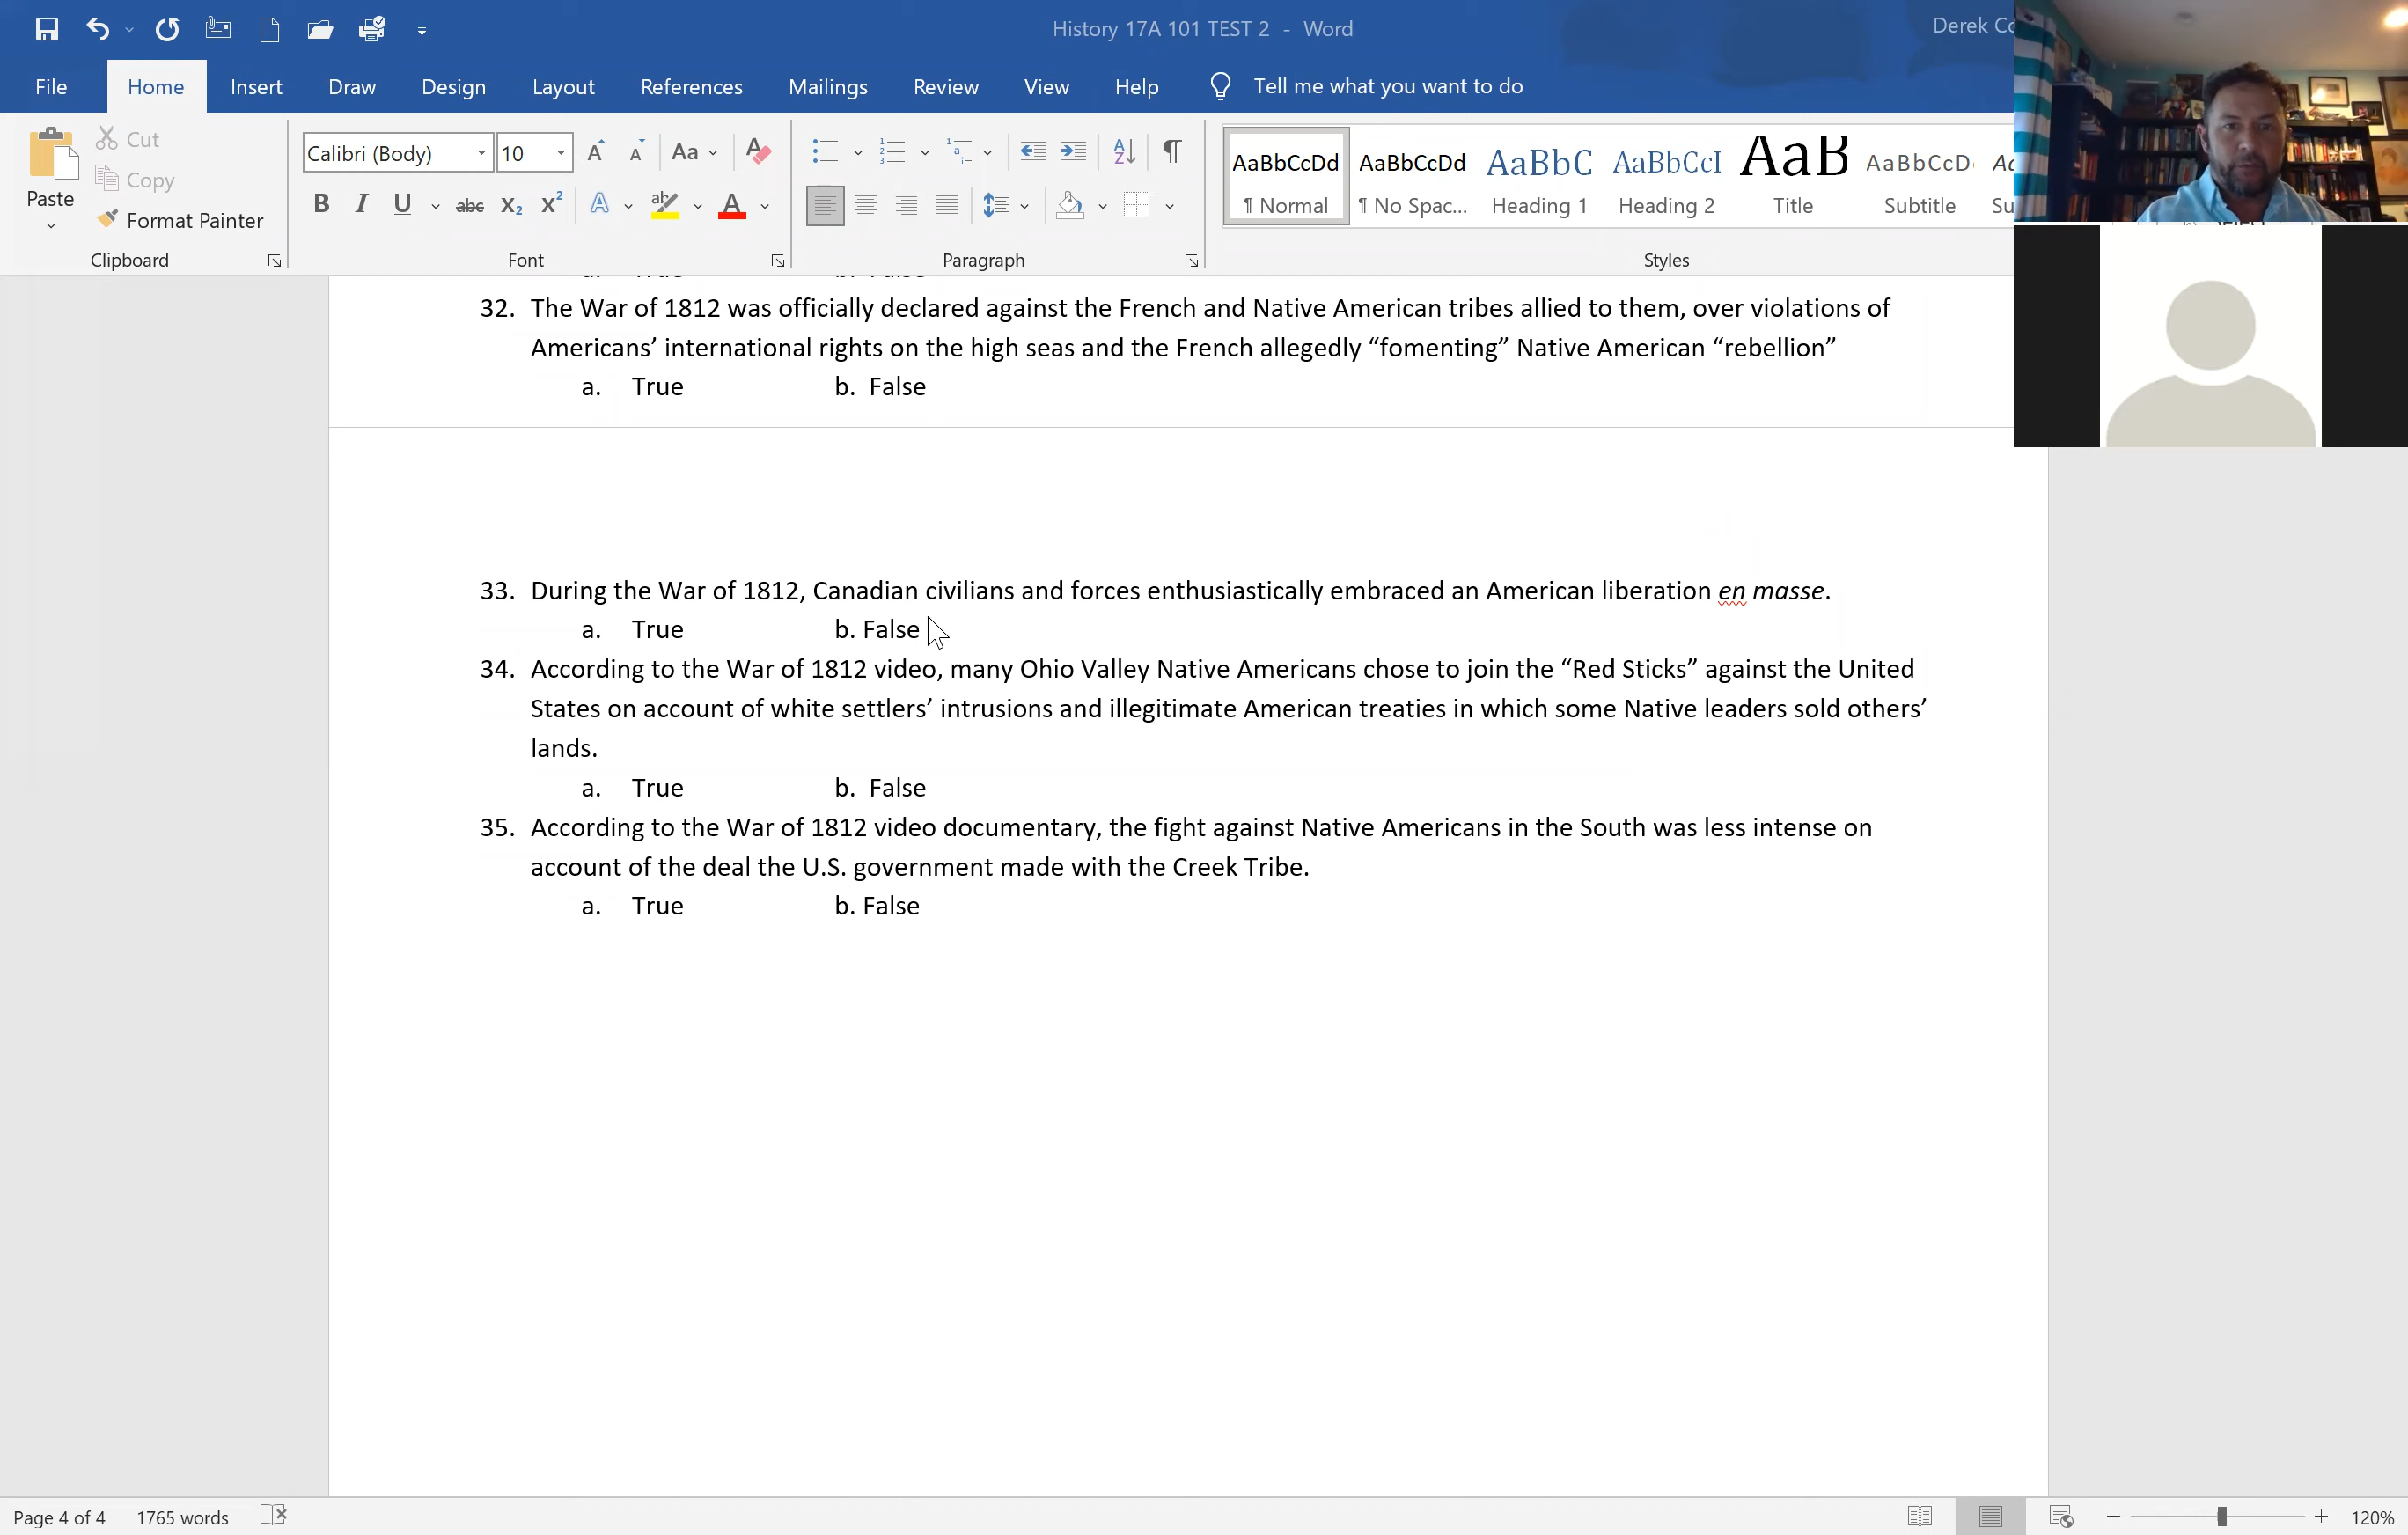 History 17A 101 TEST 2 - Word
Derek
File Home Insert Draw Design Layout References Mailings Review View Help Tell me what you want to do
Paste
Cut
Copy
Format Painter
Clipboard
Calibri (Body) 10
Font
Paragraph
AaBbCcDd AaBbCcDd AaBbC AaBbCcI AaB AaBbCcD
¶ Normal ¶ No Spac... Heading 1 Heading 2 Title Subtitle
Styles
32. The War of 1812 was officially declared against the French and Native American tribes allied to them, over violations of
Americans’ international rights on the high seas and the French allegedly “fomenting” Native American “rebellion”
a. True b. False
33. During the War of 1812, Canadian civilians and forces enthusiastically embraced an American liberation en masse.
a. True b. False
34. According to the War of 1812 video, many Ohio Valley Native Americans chose to join the “Red Sticks” against the United
States on account of white settlers’ intrusions and illegitimate American treaties in which some Native leaders sold others’
lands.
a. True b. False
35. According to the War of 1812 video documentary, the fight against Native Americans in the South was less intense on
account of the deal the U.S. government made with the Creek Tribe.
a. True b. False
Page 4 of 4 1765 words 120%